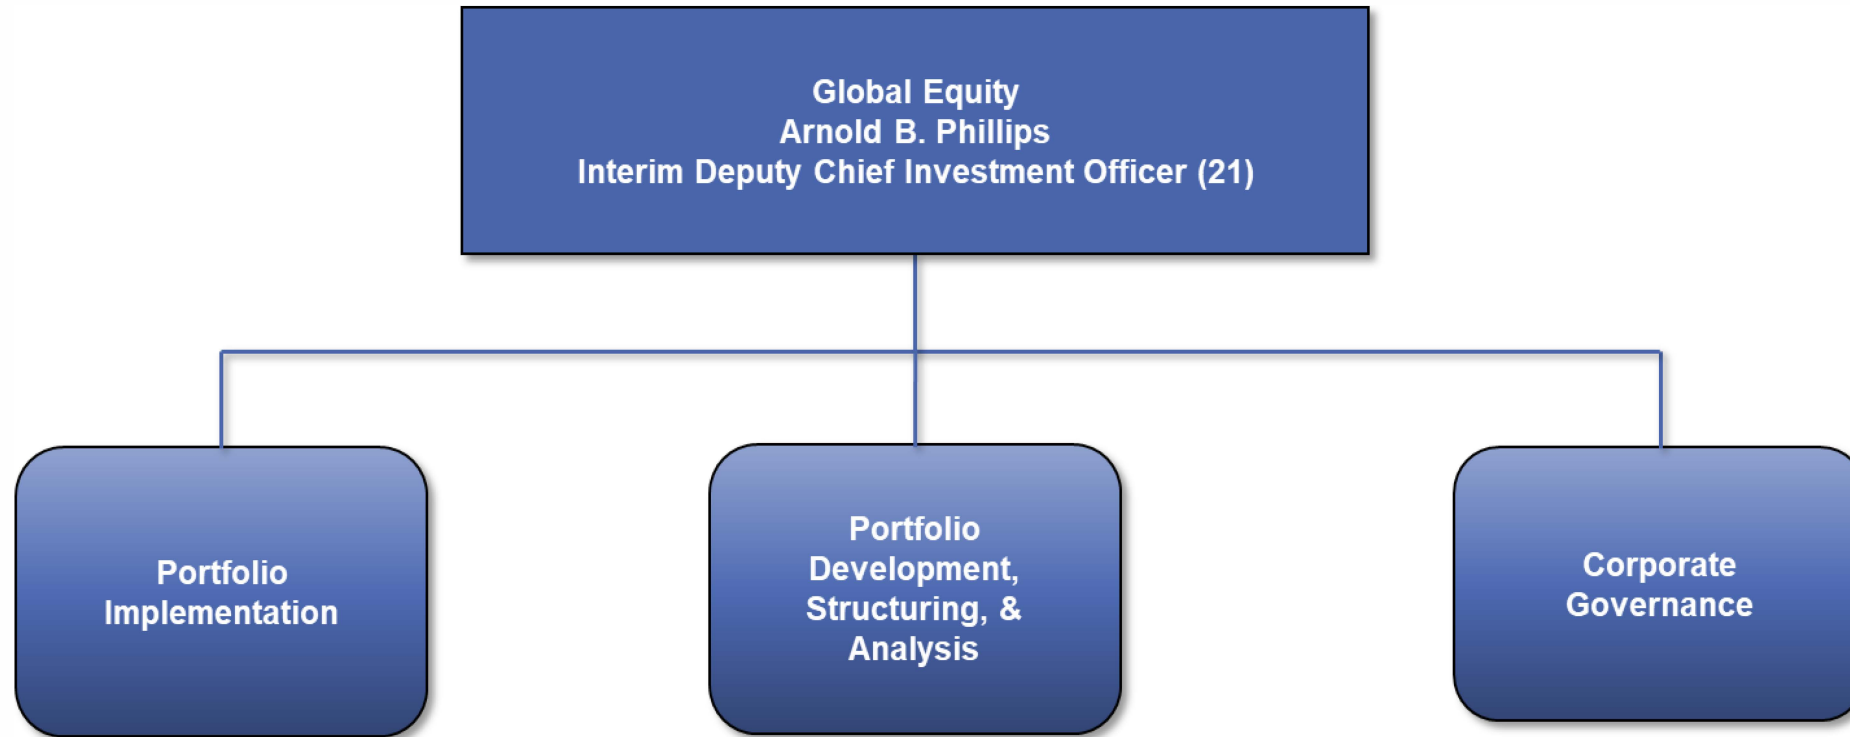 Global Equity
Arnold B. Phillips
Interim Deputy Chief Investment Officer (21)
Portfolio
Implementation
Portfolio
Development,
Structuring, &
Analysis
Corporate
Governance